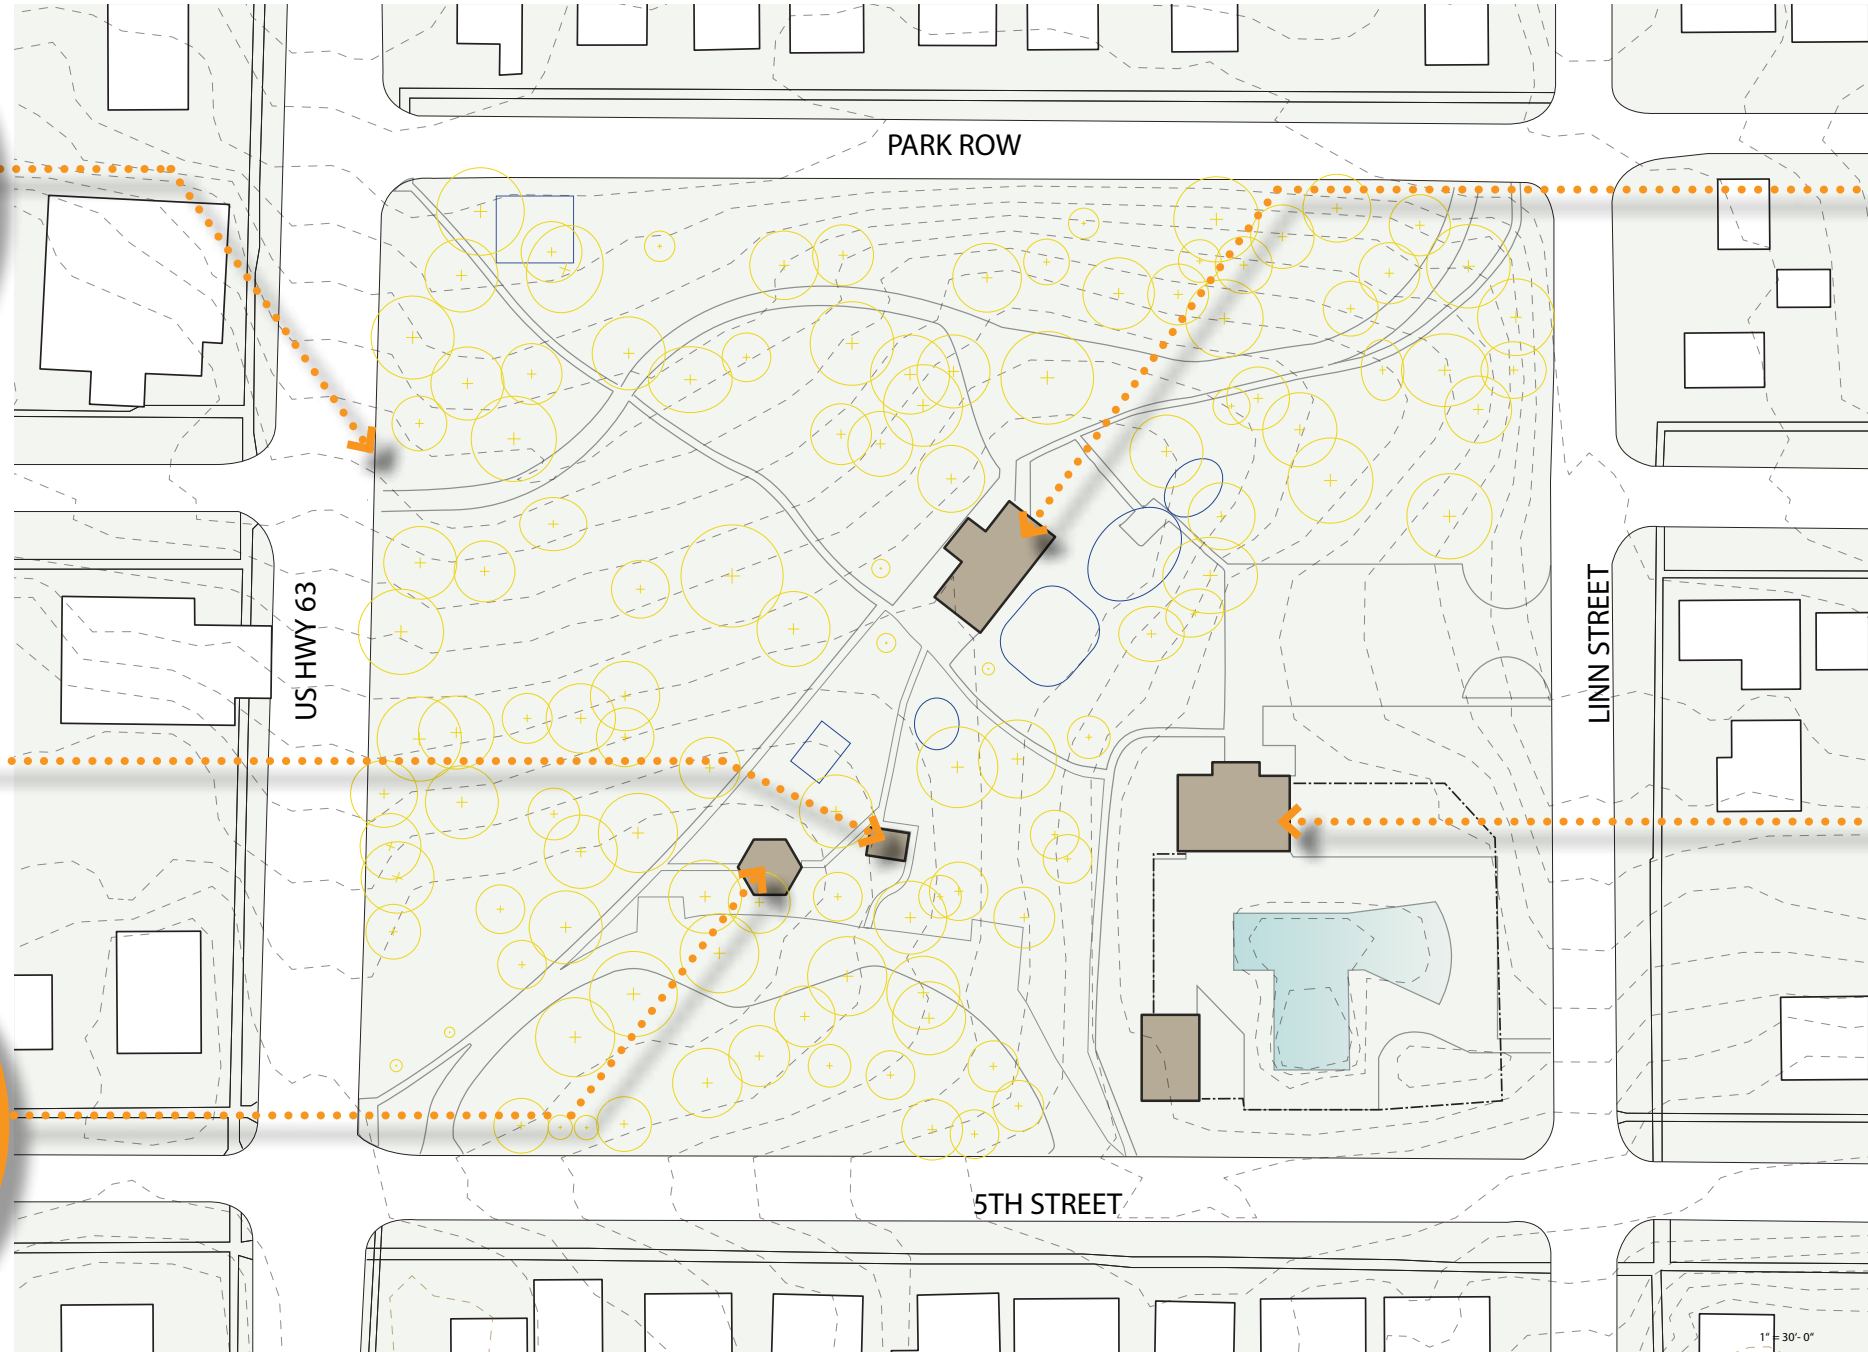 PARK ROW
US HWY 63
LINN STREET
5TH STREET
1" = 30'- 0"